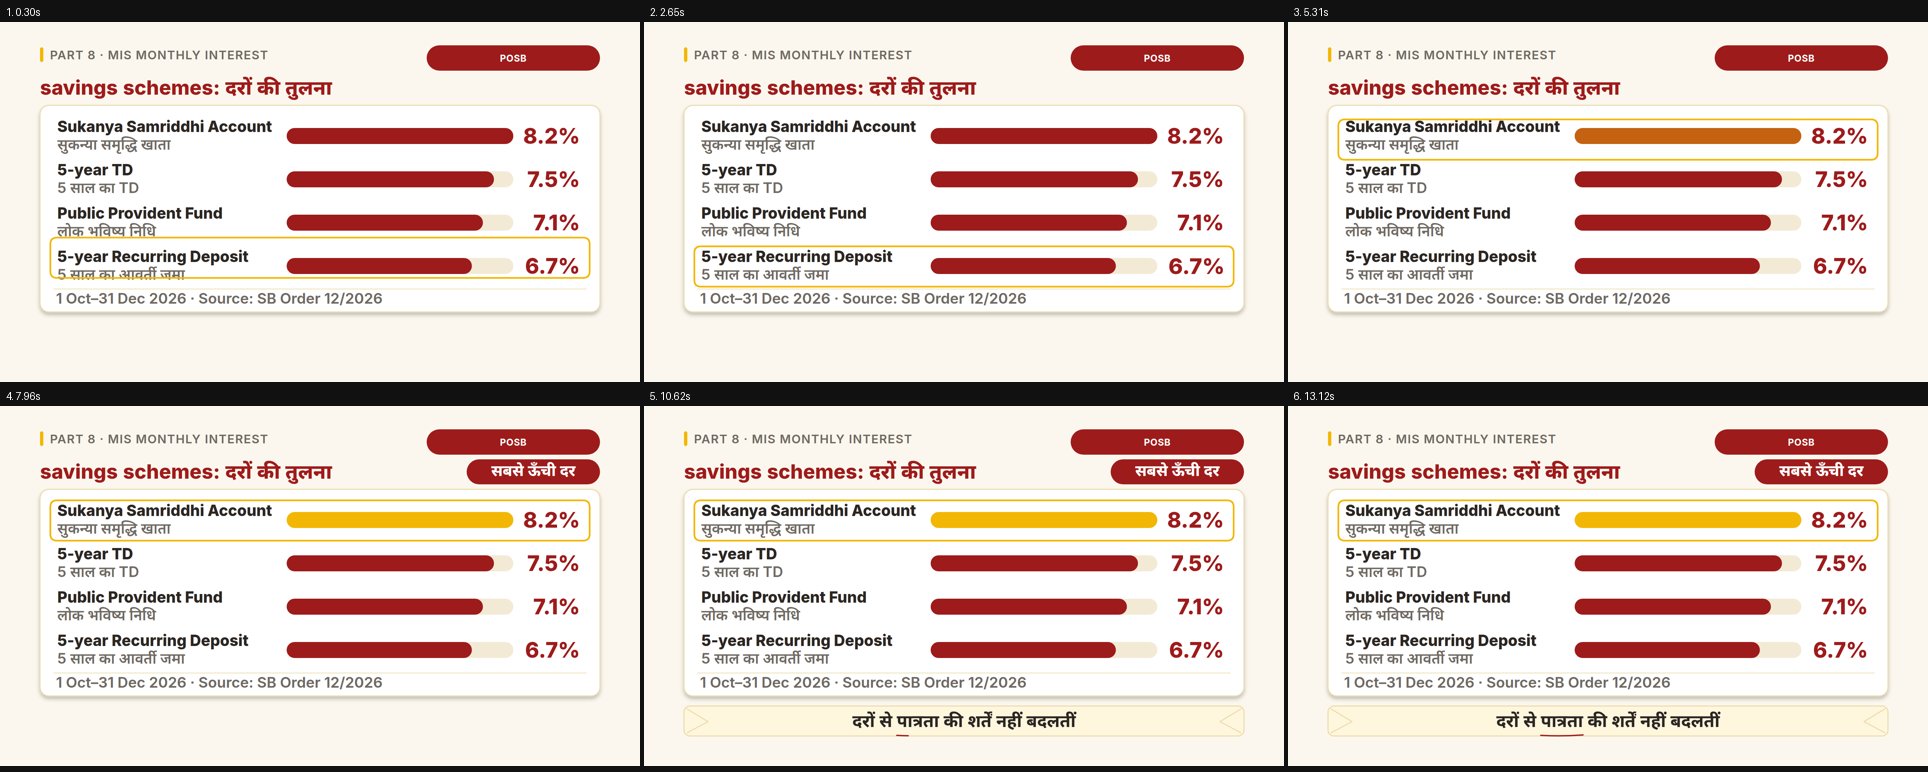 1. 0.30s
PART 8 · MIS MONTHLY INTEREST
POSB
savings schemes: दरों की तुलना
Sukanya Samriddhi Account
सुकन्या समृद्धि खाता
8.2%
5-year TD
5 साल का TD
7.5%
Public Provident Fund
लोक भविष्य निधि
7.1%
5-year Recurring Deposit
5 साल का आवर्ती जमा
6.7%
1 Oct–31 Dec 2026 · Source: SB Order 12/2026
2. 2.65s
PART 8 · MIS MONTHLY INTEREST
POSB
savings schemes: दरों की तुलना
Sukanya Samriddhi Account
सुकन्या समृद्धि खाता
8.2%
5-year TD
5 साल का TD
7.5%
Public Provident Fund
लोक भविष्य निधि
7.1%
5-year Recurring Deposit
5 साल का आवर्ती जमा
6.7%
1 Oct–31 Dec 2026 · Source: SB Order 12/2026
3. 5.31s
PART 8 · MIS MONTHLY INTEREST
POSB
savings schemes: दरों की तुलना
Sukanya Samriddhi Account
सुकन्या समृद्धि खाता
8.2%
5-year TD
5 साल का TD
7.5%
Public Provident Fund
लोक भविष्य निधि
7.1%
5-year Recurring Deposit
5 साल का आवर्ती जमा
6.7%
1 Oct–31 Dec 2026 · Source: SB Order 12/2026
4. 7.96s
PART 8 · MIS MONTHLY INTEREST
POSB
savings schemes: दरों की तुलना
सबसे ऊँची दर
Sukanya Samriddhi Account
सुकन्या समृद्धि खाता
8.2%
5-year TD
5 साल का TD
7.5%
Public Provident Fund
लोक भविष्य निधि
7.1%
5-year Recurring Deposit
5 साल का आवर्ती जमा
6.7%
1 Oct–31 Dec 2026 · Source: SB Order 12/2026
5. 10.62s
PART 8 · MIS MONTHLY INTEREST
POSB
savings schemes: दरों की तुलना
सबसे ऊँची दर
Sukanya Samriddhi Account
सुकन्या समृद्धि खाता
8.2%
5-year TD
5 साल का TD
7.5%
Public Provident Fund
लोक भविष्य निधि
7.1%
5-year Recurring Deposit
5 साल का आवर्ती जमा
6.7%
1 Oct–31 Dec 2026 · Source: SB Order 12/2026
दरों से पात्रता की शर्तें नहीं बदलतीं
6. 13.12s
PART 8 · MIS MONTHLY INTEREST
POSB
savings schemes: दरों की तुलना
सबसे ऊँची दर
Sukanya Samriddhi Account
सुकन्या समृद्धि खाता
8.2%
5-year TD
5 साल का TD
7.5%
Public Provident Fund
लोक भविष्य निधि
7.1%
5-year Recurring Deposit
5 साल का आवर्ती जमा
6.7%
1 Oct–31 Dec 2026 · Source: SB Order 12/2026
दरों से पात्रता की शर्तें नहीं बदलतीं